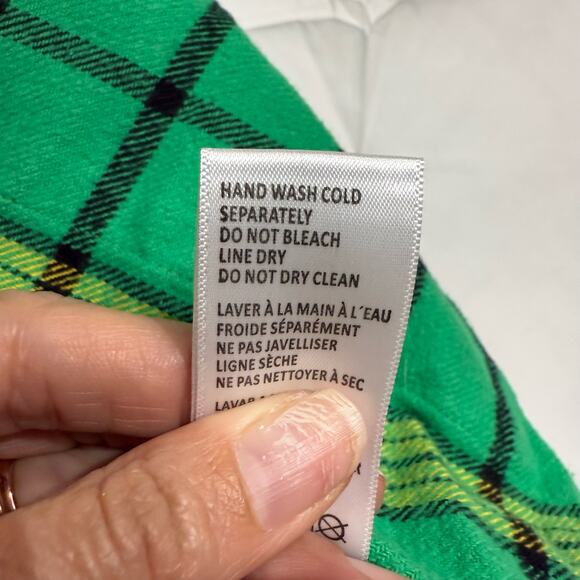 HAND WASH COLD
SEPARATELY
DO NOT BLEACH
LINE DRY
DO NOT DRY CLEAN
LAVER À LA MAIN À L´EAU
FROIDE SÉPARÉMENT
NE PAS JAVELLISER
LIGNE SÈCHE
NE PAS NETTOYER À SEC